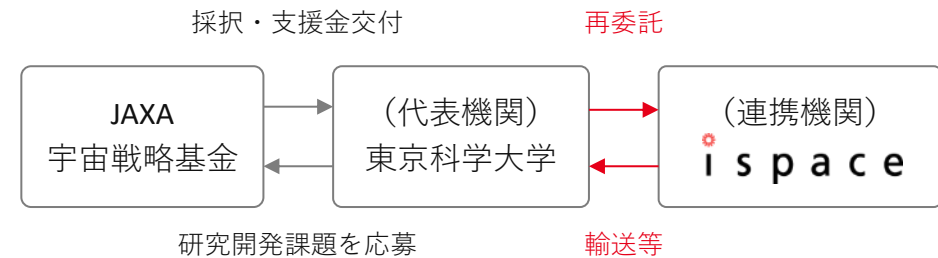 採択・支援金交付
再委託
JAXA
宇宙戦略基金
（代表機関）
東京科学大学
（連携機関）
ispace
研究開発課題を応募
輸送等